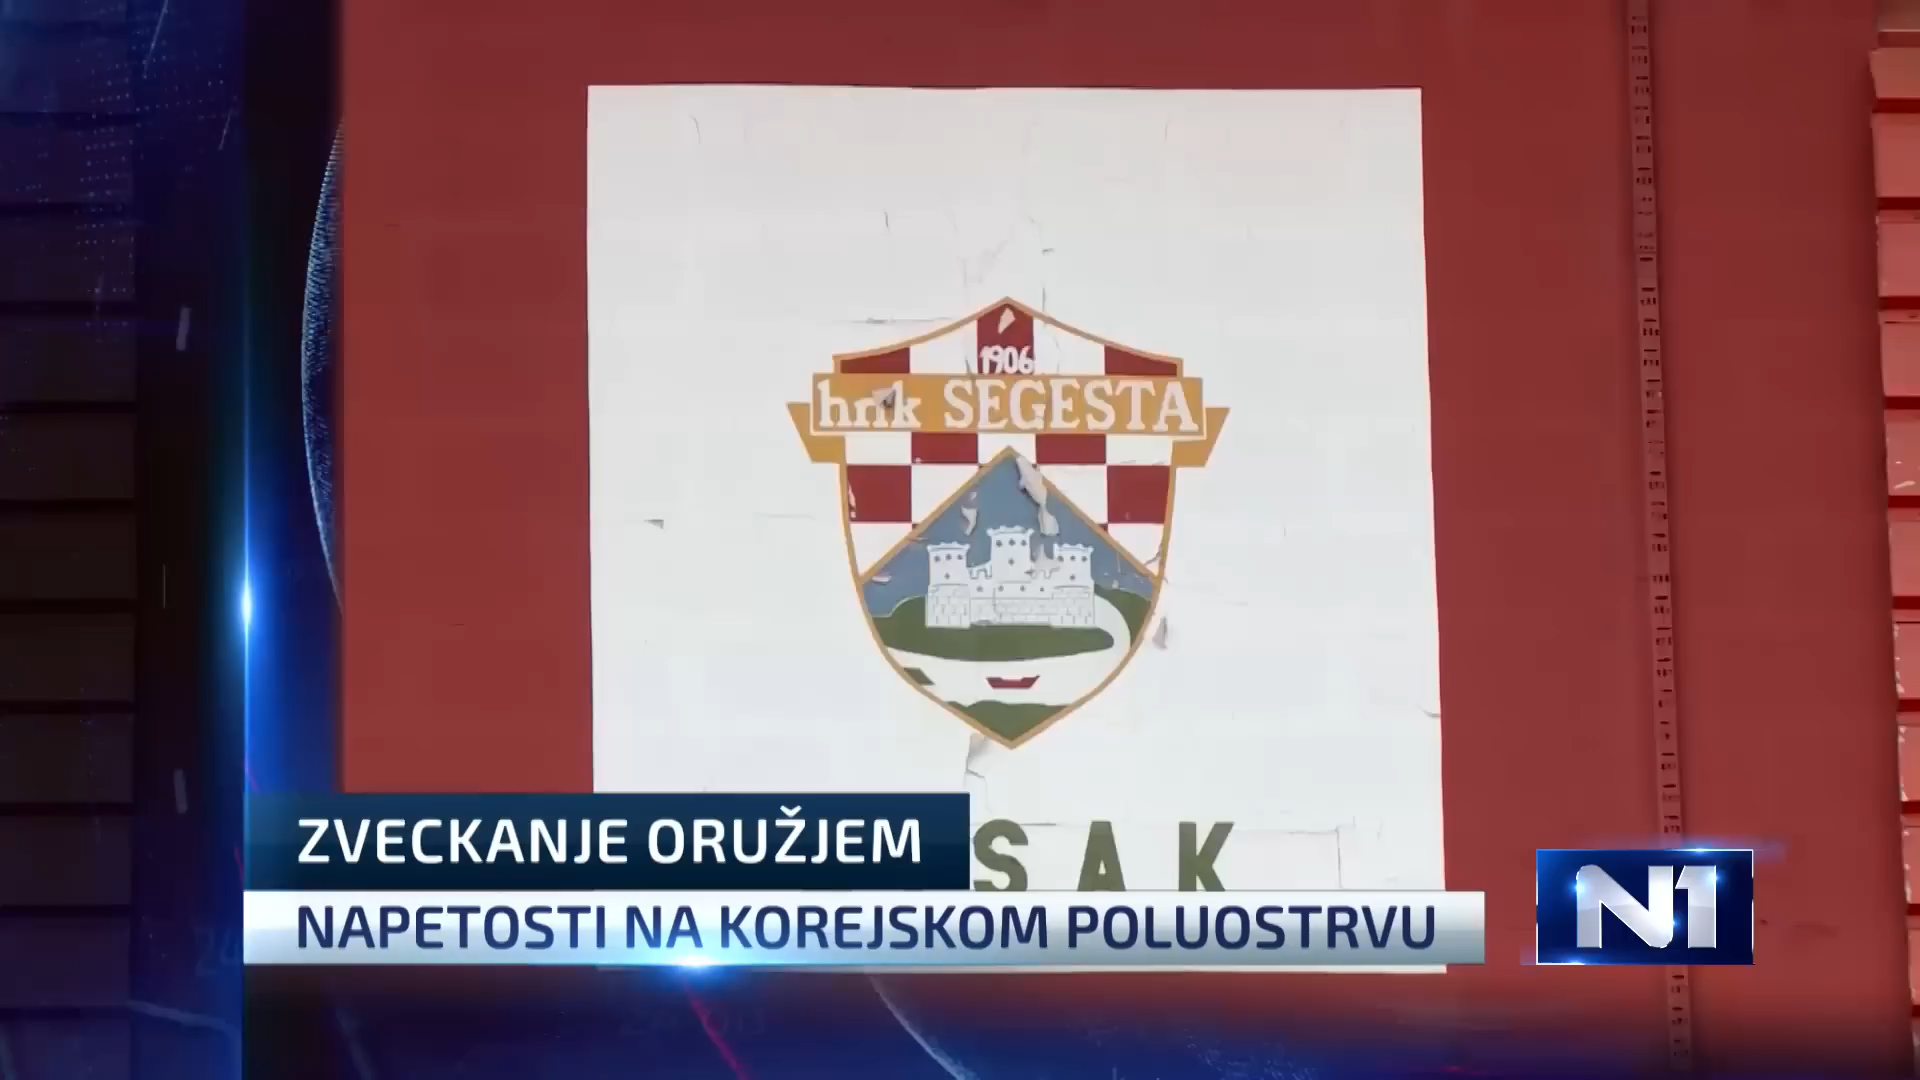 1906
hnk SEGESTA
SAK
ZVECKANJE ORUŽJEM
NAPETOSTI NA KOREJSKOM POLUOSTRVU
N1